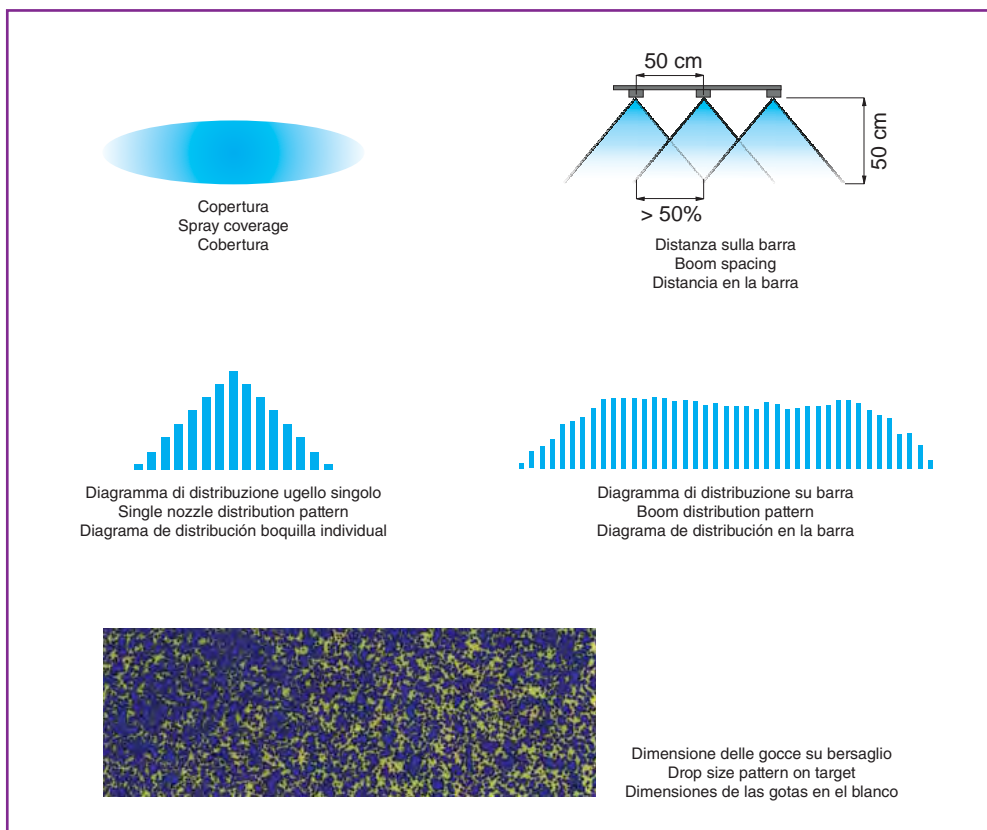 50 cm
50 cm
> 50%
Copertura
Spray coverage
Cobertura
Distanza sulla barra
Boom spacing
Distancia en la barra
Diagramma di distribuzione ugello singolo
Single nozzle distribution pattern
Diagrama de distribución boquilla individual
Diagramma di distribuzione su barra
Boom distribution pattern
Diagrama de distribución en la barra
Dimensione delle gocce su bersaglio
Drop size pattern on target
Dimensiones de las gotas en el blanco